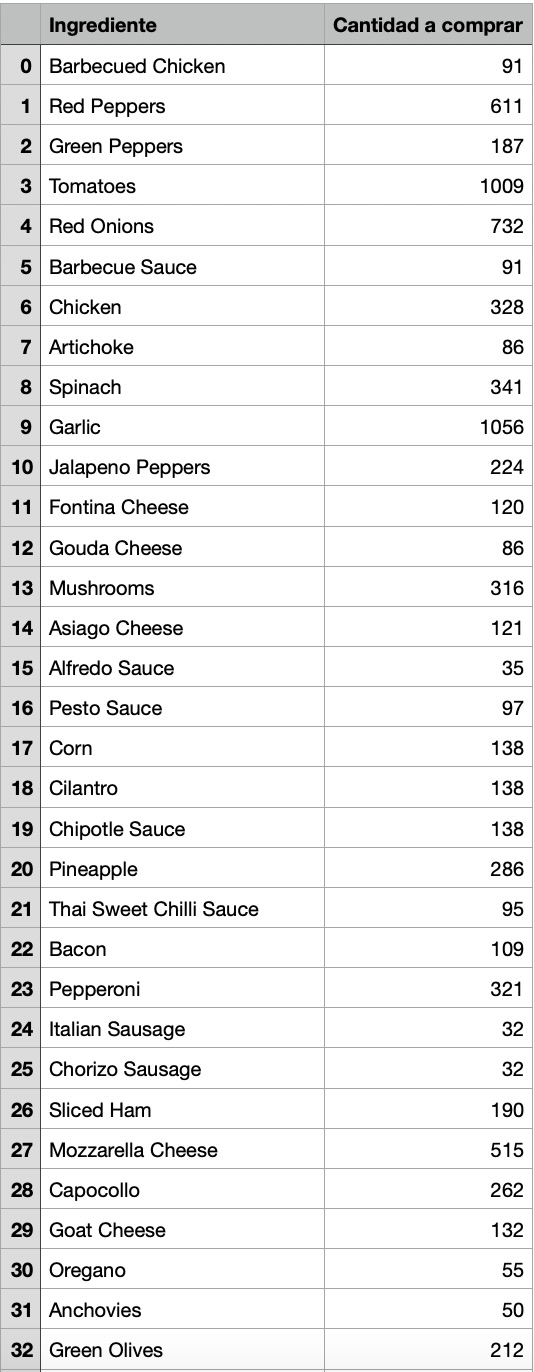 Ingrediente Cantidad a comprar
0 Barbecued Chicken 91
1 Red Peppers 611
2 Green Peppers 187
3 Tomatoes 1009
4 Red Onions 732
5 Barbecue Sauce 91
6 Chicken 328
7 Artichoke 86
8 Spinach 341
9 Garlic 1056
10 Jalapeno Peppers 224
11 Fontina Cheese 120
12 Gouda Cheese 86
13 Mushrooms 316
14 Asiago Cheese 121
15 Alfredo Sauce 35
16 Pesto Sauce 97
17 Corn 138
18 Cilantro 138
19 Chipotle Sauce 138
20 Pineapple 286
21 Thai Sweet Chilli Sauce 95
22 Bacon 109
23 Pepperoni 321
24 Italian Sausage 32
25 Chorizo Sausage 32
26 Sliced Ham 190
27 Mozzarella Cheese 515
28 Capocollo 262
29 Goat Cheese 132
30 Oregano 55
31 Anchovies 50
32 Green Olives 212